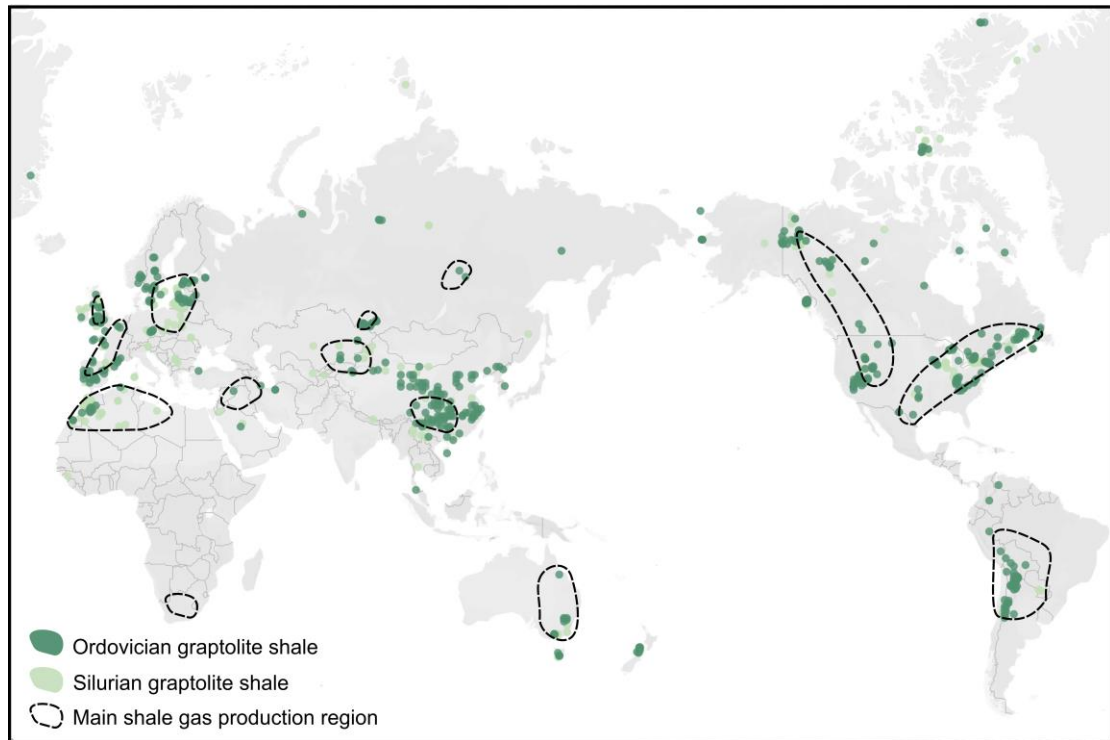 Ordovician graptolite shale
Silurian graptolite shale
Main shale gas production region